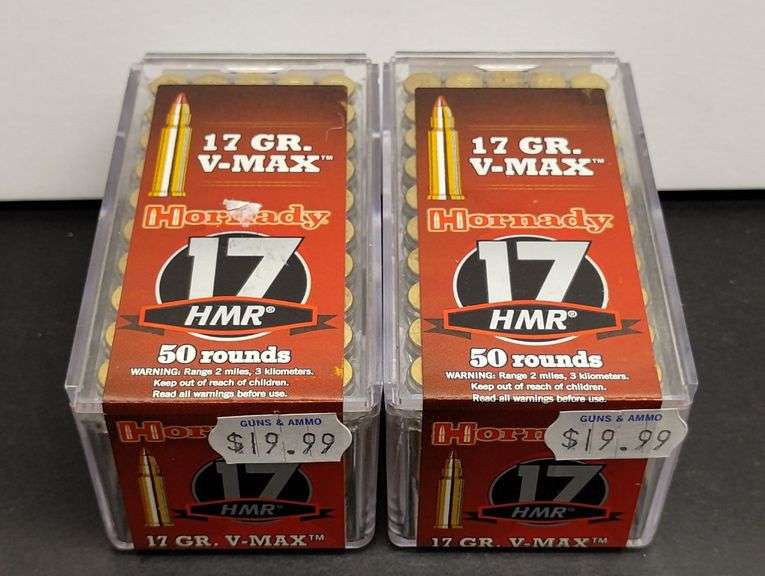 17 GR.
V-MAX™
Hornady
17
HMR®
50 rounds
WARNING: Range 2 miles, 3 kilometers.
Keep out of reach of children.
Read all warnings before use.
GUNS & AMMO
$19.99
17
HMR
17 GR. V-MAX™
17 GR.
V-MAX™
Hornady
17
HMR®
50 rounds
WARNING: Range 2 miles, 3 kilometers.
Keep out of reach of children.
Read all warnings before use.
GUNS & AMMO
$19.99
17
HMR
17 GR. V-MAX™